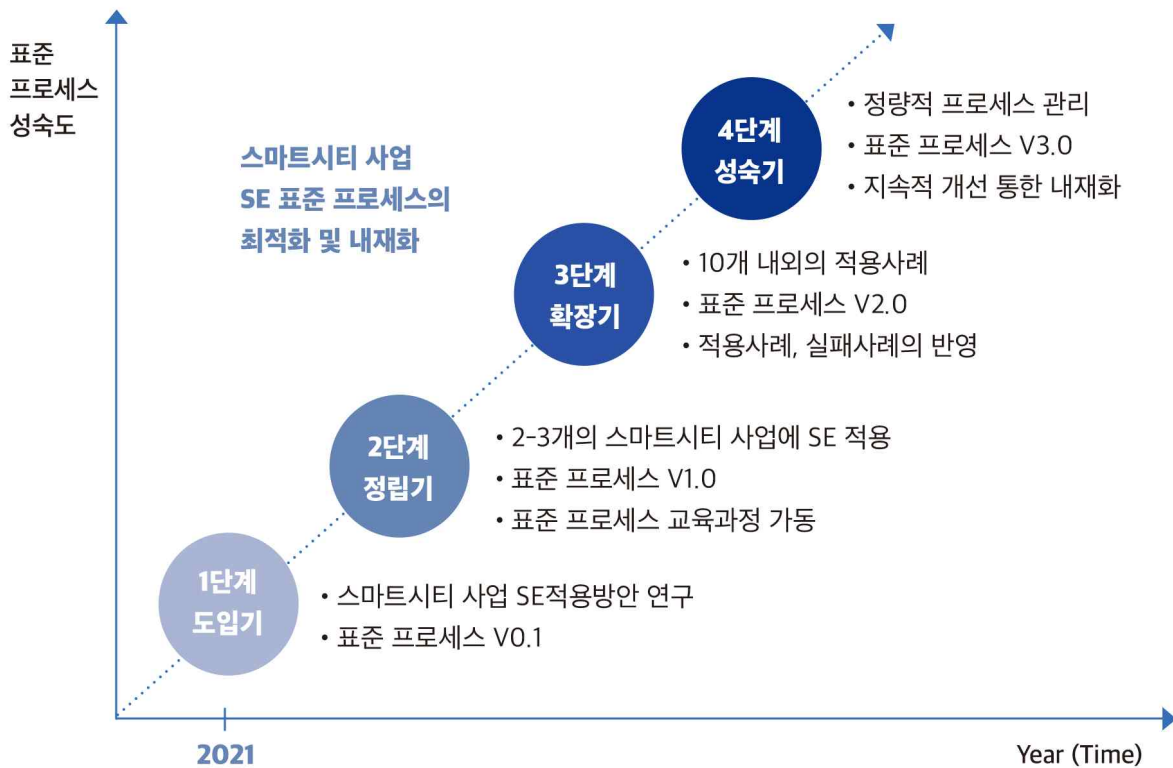 표준
프로세스
성숙도
스마트시티 사업
SE 표준 프로세스의
최적화 및 내재화
4단계
성숙기
• 정량적 프로세스 관리
• 표준 프로세스 V3.0
• 지속적 개선 통한 내재화
3단계
확장기
• 10개 내외의 적용사례
• 표준 프로세스 V2.0
• 적용사례, 실패사례의 반영
2단계
정립기
• 2-3개의 스마트시티 사업에 SE 적용
• 표준 프로세스 V1.0
• 표준 프로세스 교육과정 가동
1단계
도입기
• 스마트시티 사업 SE적용방안 연구
• 표준 프로세스 V0.1
2021
Year (Time)